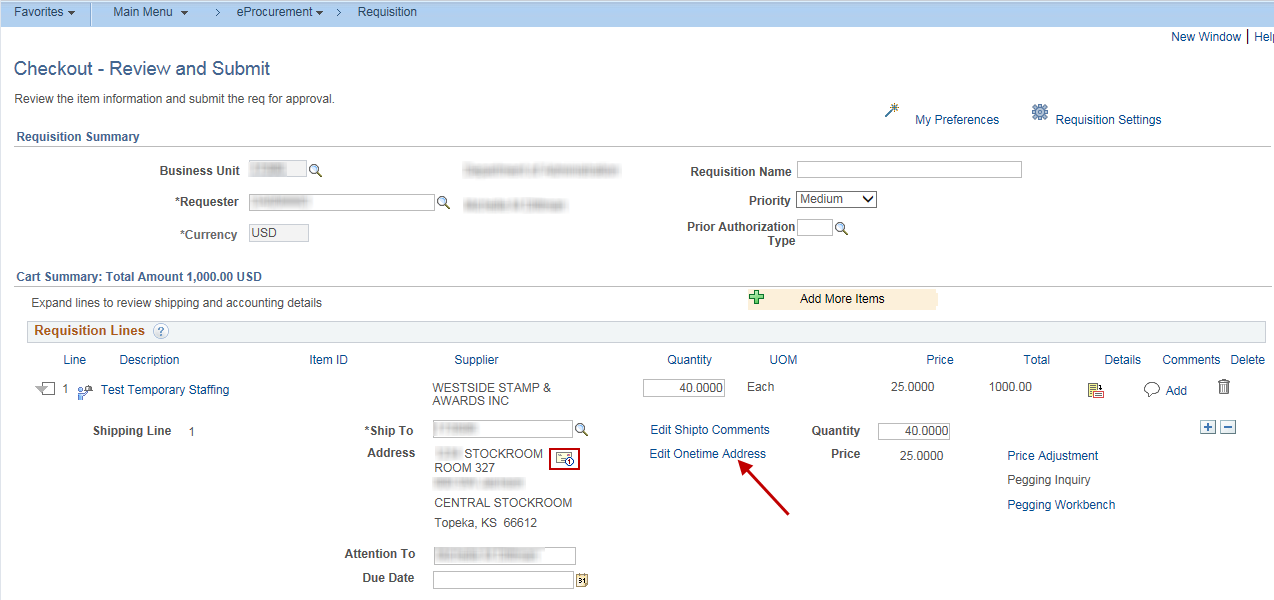 Favorites Main Menu > eProcurement > Requisition
New Window | Help
Checkout - Review and Submit
Review the item information and submit the req for approval.
My Preferences Requisition Settings
Requisition Summary
Business Unit Requisition Name
*Requester Priority Medium
*Currency USD Prior Authorization Type
Cart Summary: Total Amount 1,000.00 USD
Expand lines to review shipping and accounting details Add More Items
Requisition Lines ?
Line Description Item ID Supplier Quantity UOM Price Total Details Comments Delete
1 Test Temporary Staffing WESTSIDE STAMP & AWARDS INC 40.0000 Each 25.0000 1000.00 Add
Shipping Line 1 *Ship To Edit Shipto Comments Quantity 40.0000
Address STOCKROOM Edit Onetime Address Price 25.0000 Price Adjustment
ROOM 327
Pegging Inquiry
CENTRAL STOCKROOM Pegging Workbench
Topeka, KS 66612
Attention To
Due Date 31